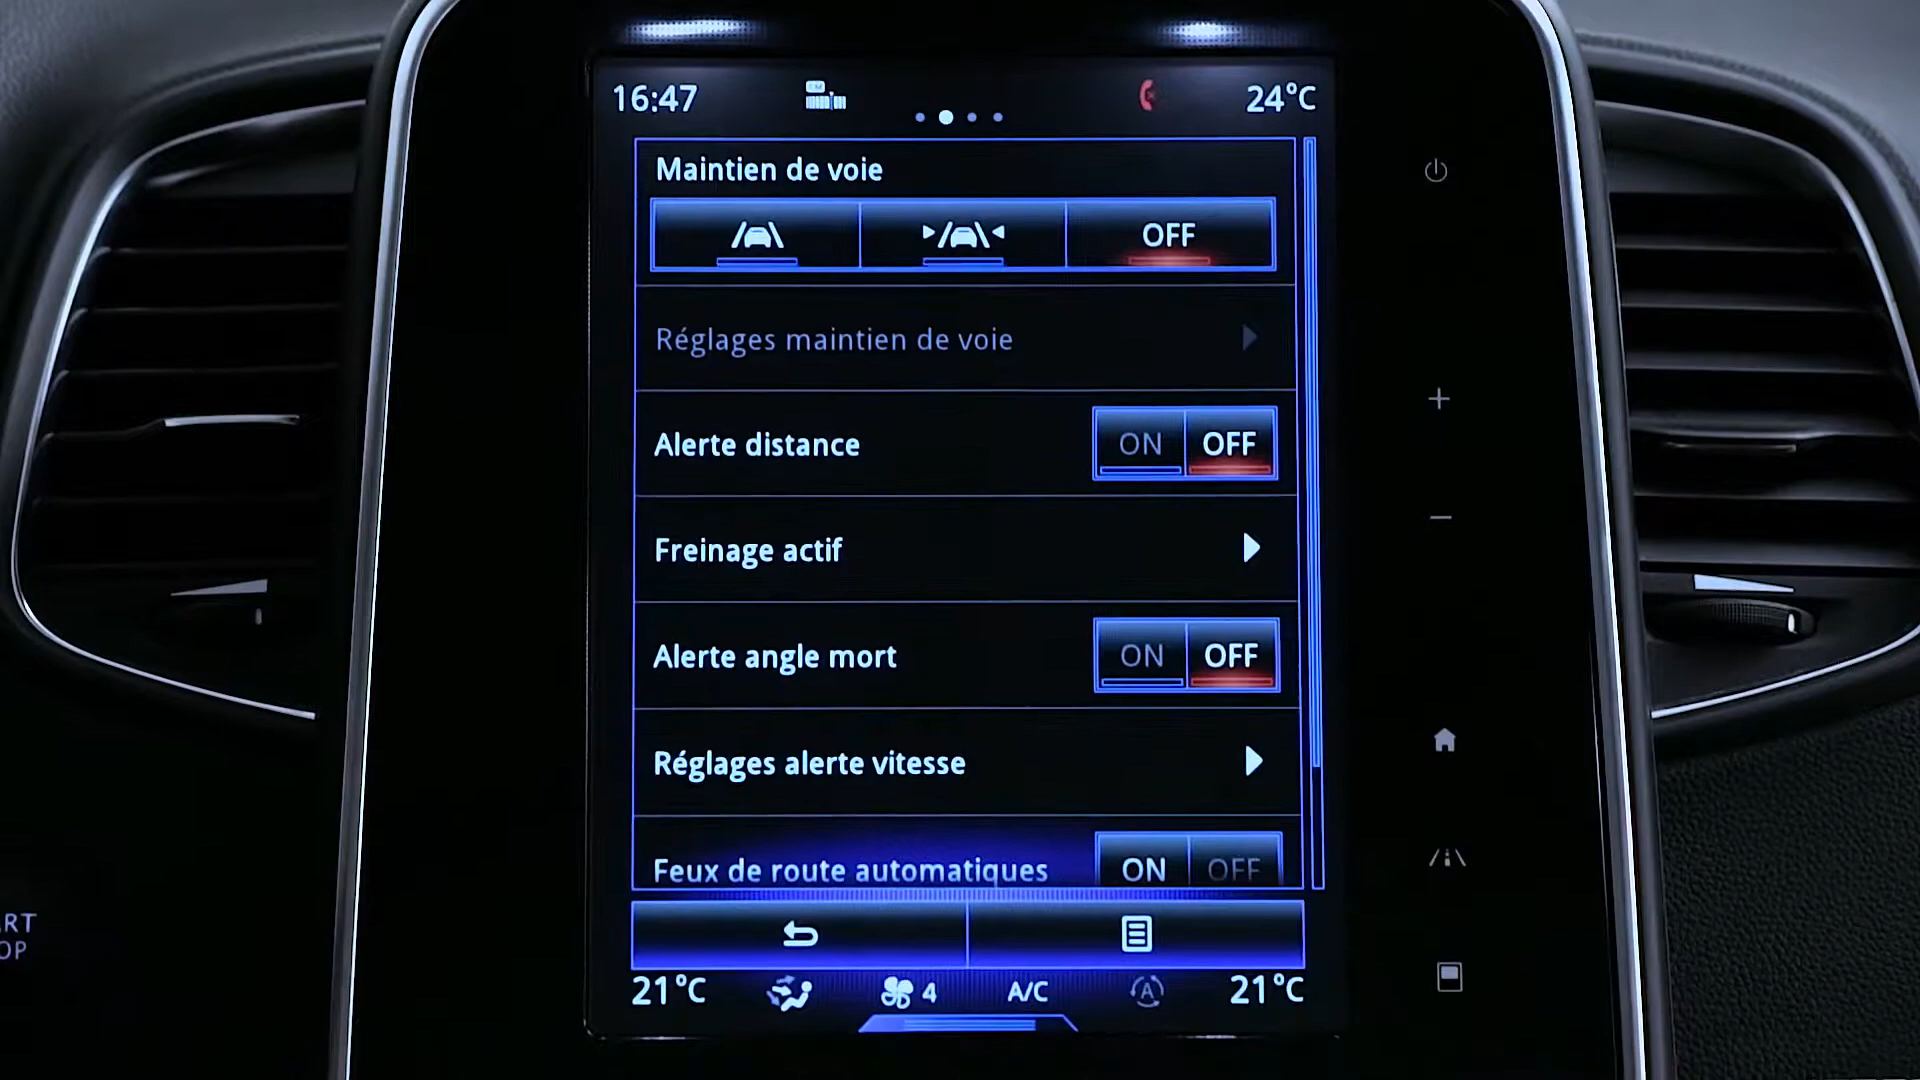 16:47 24°C
Maintien de voie
OFF
Réglages maintien de voie
Alerte distance ON OFF
Freinage actif
Alerte angle mort ON OFF
Réglages alerte vitesse
Feux de route automatiques ON OFF
21°C 4 A/C A 21°C
ART
OP